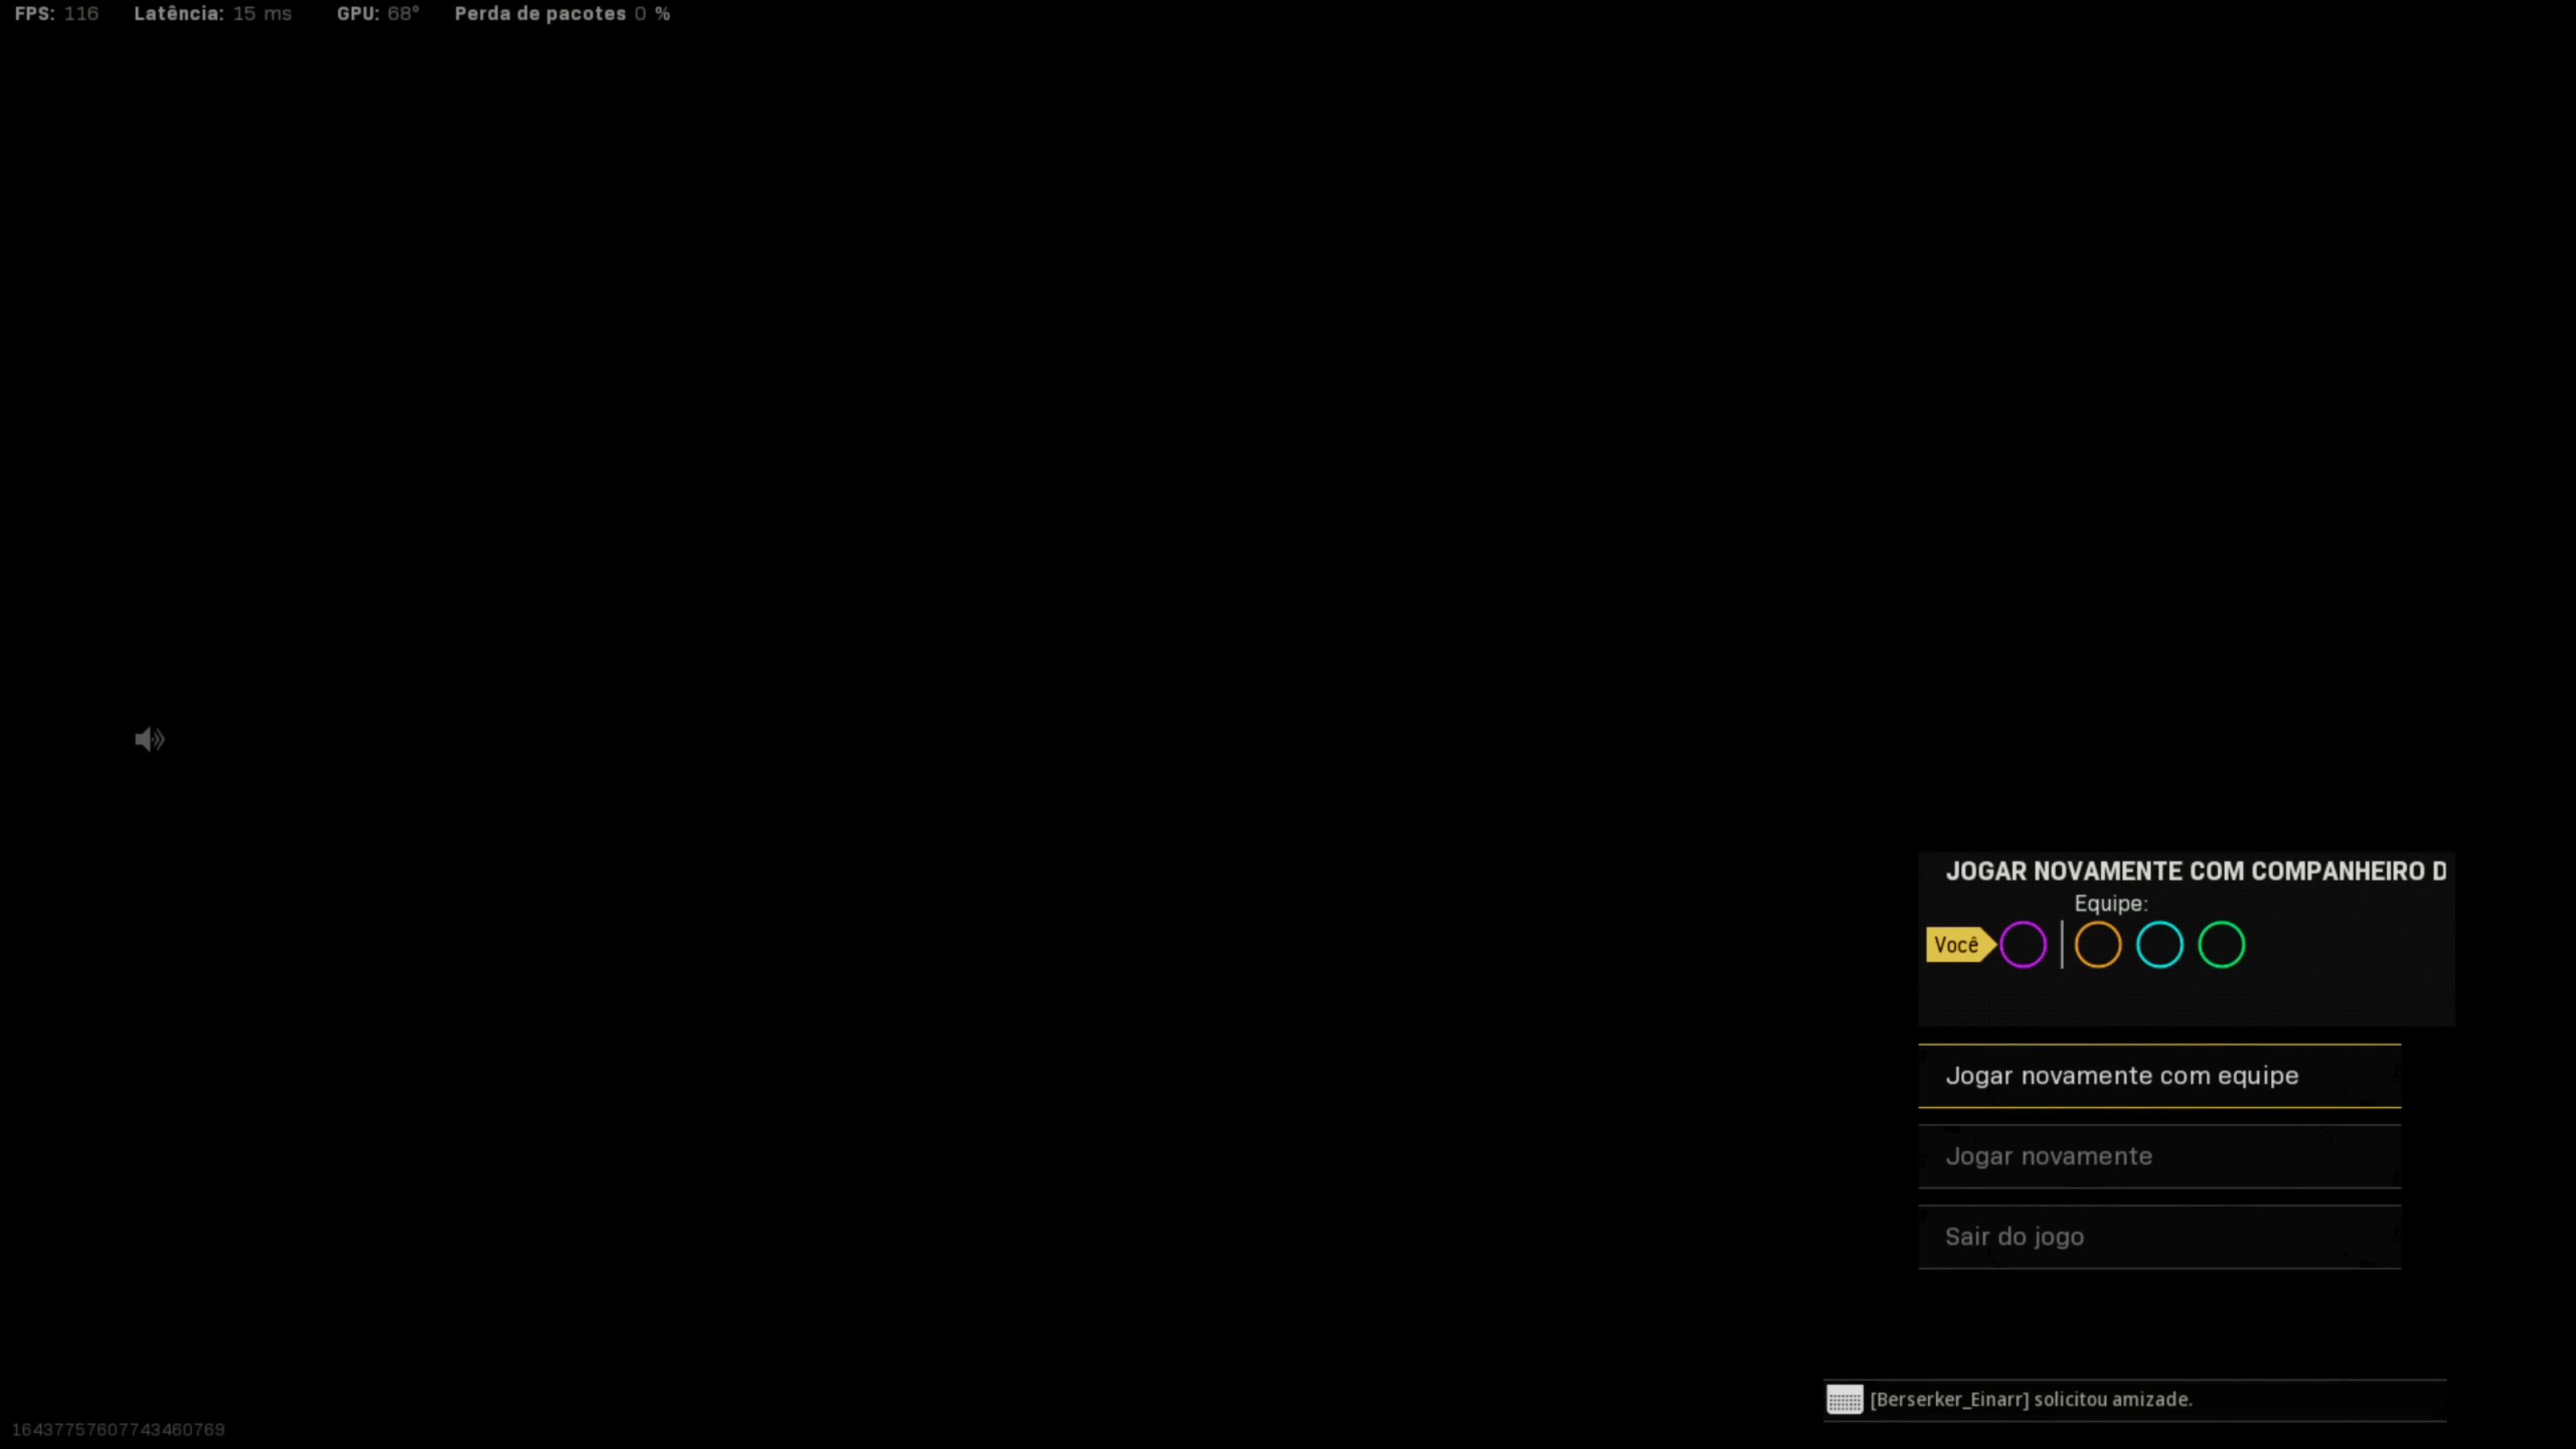 FPS: 116 Latência: 15 ms GPU: 68° Perda de pacotes 0 %
JOGAR NOVAMENTE COM COMPANHEIRO D
Equipe:
Você
Jogar novamente com equipe
Jogar novamente
Sair do jogo
[Berserker_Einarr] solicitou amizade.
16437757607743460769